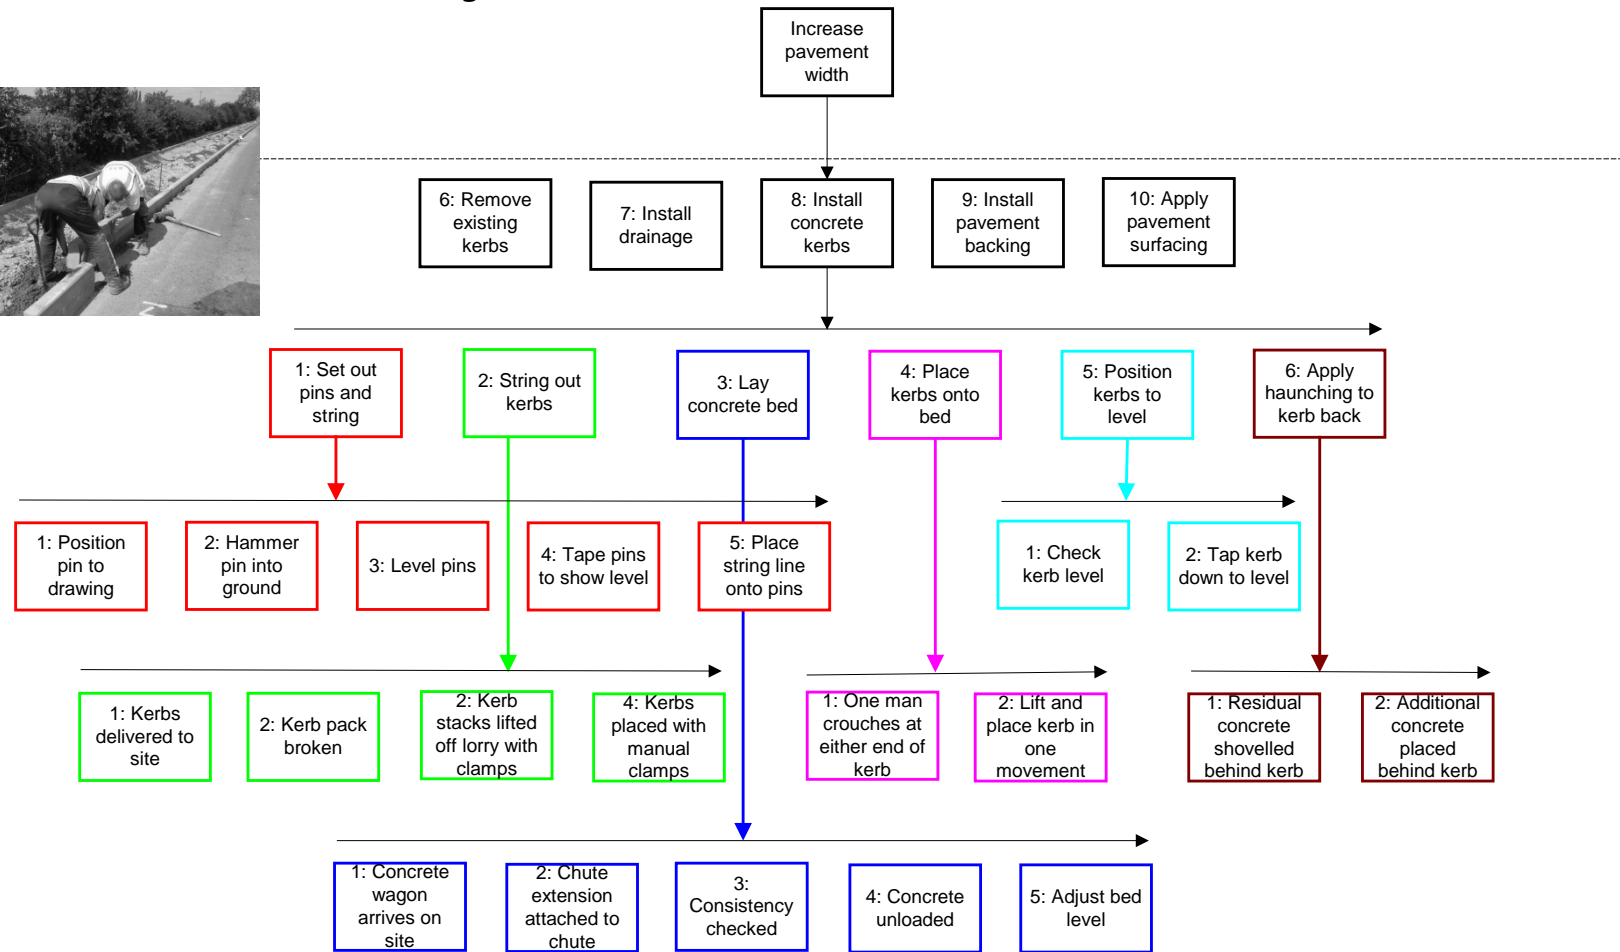 Increase
pavement
width
6: Remove
existing
kerbs
7: Install
drainage
8: Install
concrete
kerbs
9: Install
pavement
backing
10: Apply
pavement
surfacing
1: Set out
pins and
string
2: String out
kerbs
3: Lay
concrete bed
4: Place
kerbs onto
bed
5: Position
kerbs to
level
6: Apply
haunching to
kerb back
1: Position
pin to
drawing
2: Hammer
pin into
ground
3: Level pins
4: Tape pins
to show level
5: Place
string line
onto pins
1: Check
kerb level
2: Tap kerb
down to level
1: Kerbs
delivered to
site
2: Kerb pack
broken
2: Kerb
stacks lifted
off lorry with
clamps
4: Kerbs
placed with
manual
clamps
1: One man
crouches at
either end of
kerb
2: Lift and
place kerb in
one
movement
1: Residual
concrete
shovelled
behind kerb
2: Additional
concrete
placed
behind kerb
1: Concrete
wagon
arrives on
site
2: Chute
extension
attached to
chute
3:
Consistency
checked
4: Concrete
unloaded
5: Adjust bed
level